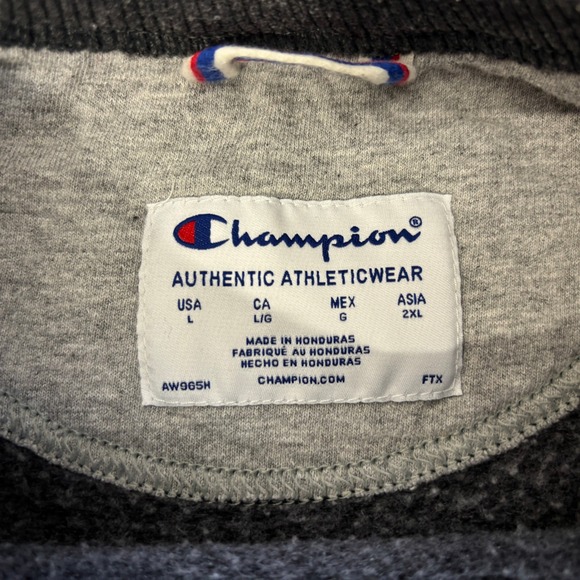 Champion®
AUTHENTIC ATHLETICWEAR
USA CA MEX ASIA
L L/G G 2XL
MADE IN HONDURAS
FABRIQUÉ AU HONDURAS
HECHO EN HONDURAS
AW965H CHAMPION.COM FTX